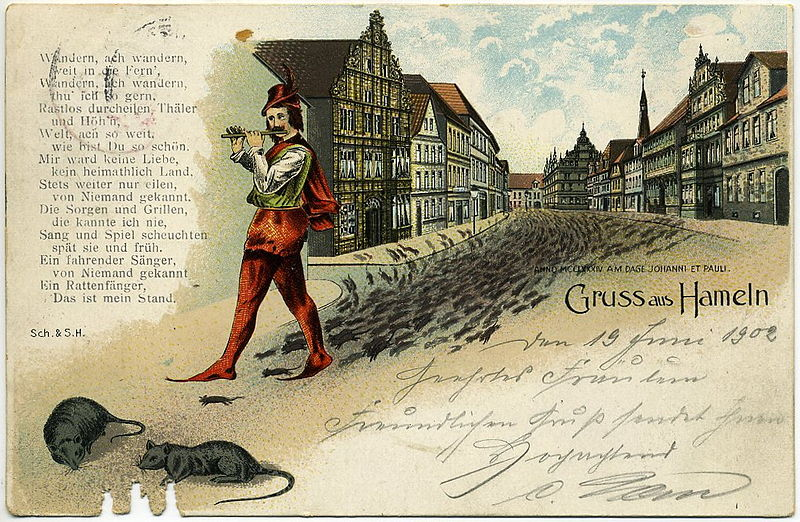 Wandern, ach wandern,
weit in die Fern',
Wandern, ach wandern,
thu' ich so gern.
Rastlos durcheilen, Thäler
und Höh'n,
Welt, ach so weit,
wie bist Du so schön.
Mir ward keine Liebe,
kein heimathlich Land,
Stets weiter nur eilen,
von Niemand gekannt.
Die Sorgen und Grillen,
die kannte ich nie,
Sang und Spiel scheuchten
spät sie und früh.
Ein fahrender Sänger,
von Niemand gekannt
Ein Rattenfänger,
Das ist mein Stand.
Sch. & S.H.
ANNO MCCLXXXIV AM DAGE JOHANNI ET PAULI.
Gruss aus Hameln
Den 19 Juni 1902
Geehrtes Fräulein
Freundlichen Gruß sendet Ihnen
Hochachtend